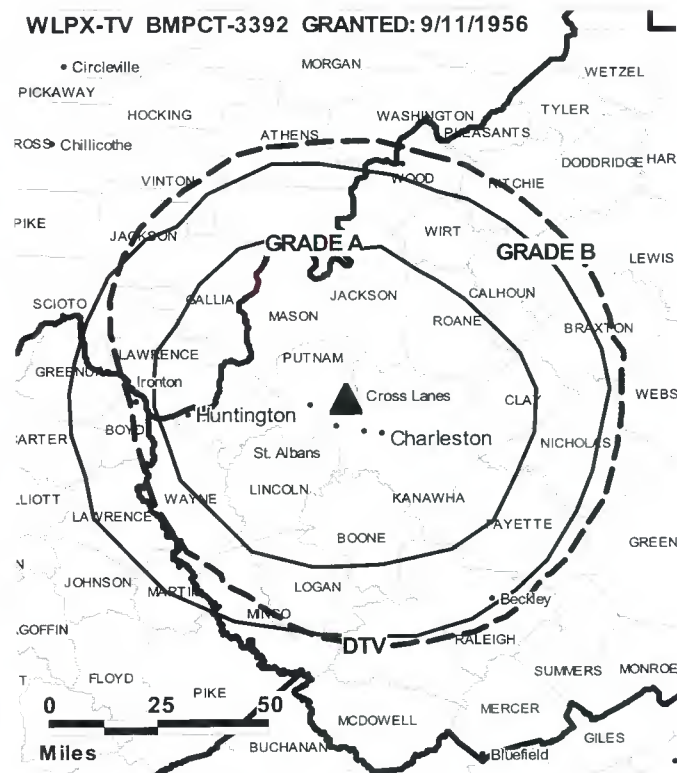 WLPX-TV BMPCT-3392 GRANTED: 9/11/1956
Circleville
MORGAN
WETZEL
PICKAWAY
HOCKING
WASHINGTON
TYLER
ATHENS
PLEASANTS
ROSS
Chillicothe
DODDRIDGE
HAR
VINTON
WOOD
RITCHIE
PIKE
JACKSON
WIRT
GRADE A
GRADE B
LEWIS
SCIOTO
GALLIA
JACKSON
CALHOUN
MASON
ROANE
BRAXTON
LAWRENCE
PUTNAM
GREENU
Ironton
Cross Lanes
CLAY
WEBS
Huntington
BOYD
Charleston
CARTER
NICHOLAS
St. Albans
LLIOTT
WAYNE
LINCOLN
KANAWHA
LAWRENCE
FAYETTE
BOONE
GREEN
N
JOHNSON
MARTIN
LOGAN
Beckley
MINGO
AGOFFIN
DTV
RALEIGH
T
FLOYD
SUMMERS
MONROE
PIKE
0 25 50
Miles
MCDOWELL
MERCER
GILES
BUCHANAN
Bluefield